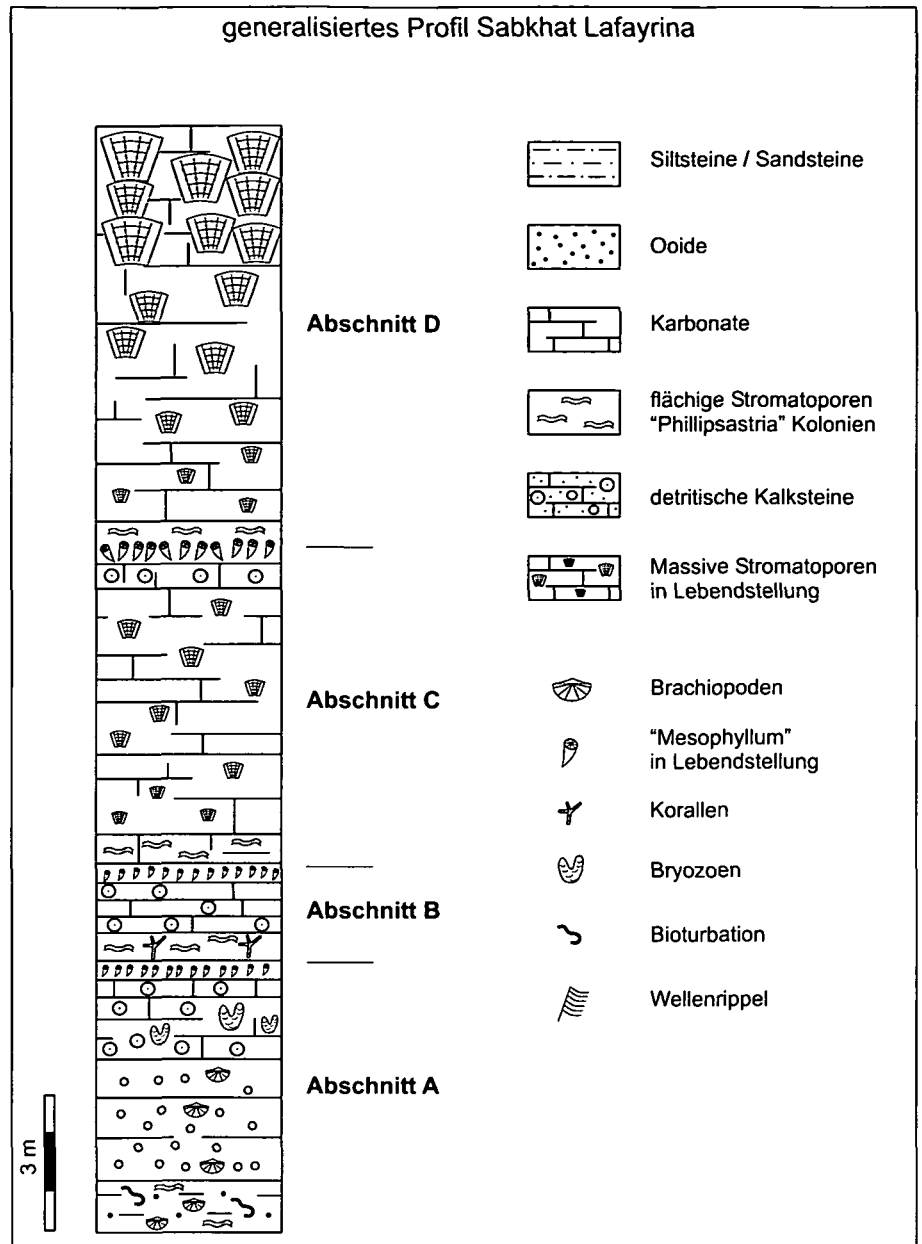 generalisiertes Profil Sabkhat Lafayrina
Abschnitt D
Abschnitt C
Abschnitt B
Abschnitt A
3 m
Siltsteine / Sandsteine
Ooide
Karbonate
flächige Stromatoporen
"Phillipsastria" Kolonien
detritische Kalksteine
Massive Stromatoporen
in Lebendstellung
Brachiopoden
"Mesophyllum"
in Lebendstellung
Korallen
Bryozoen
Bioturbation
Wellenrippel